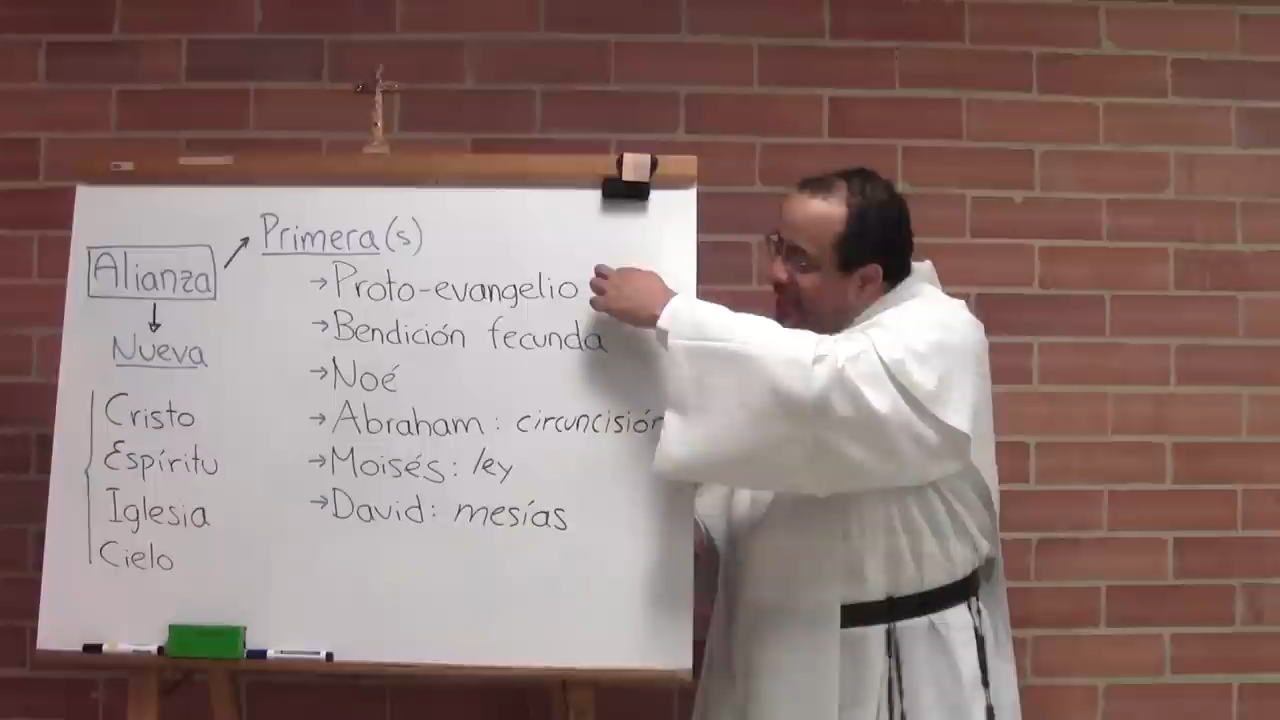 Alianza
Nueva
Cristo
Espíritu
Iglesia
Cielo
Primera(s)
→Proto-evangelio
→Bendición fecunda
→Noé
→Abraham: circuncisión
→Moisés: ley
→David: mesías